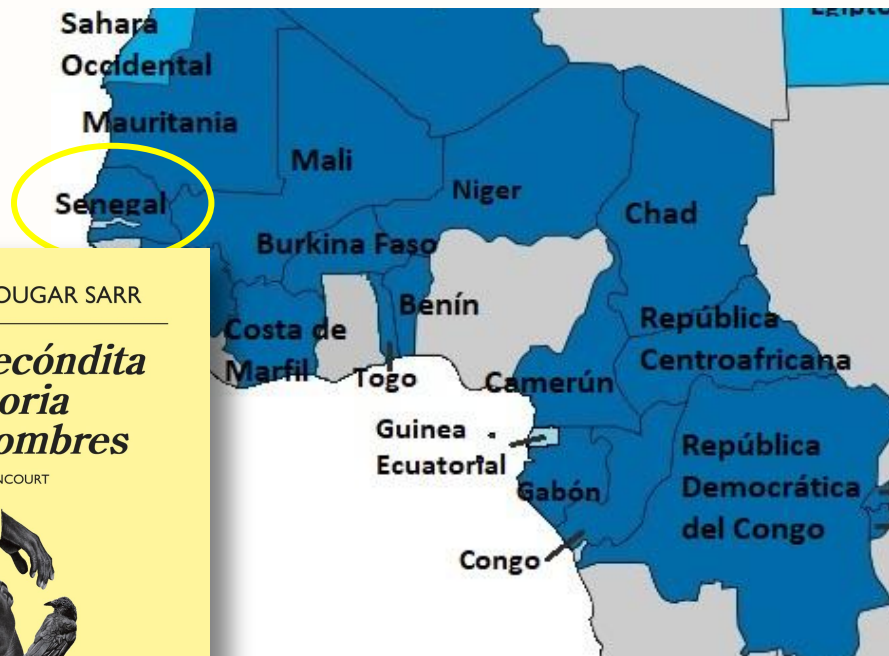 Sahara
Occidental
Mauritania
Mali
Niger
Chad
Senegal
Burkina Faso
Benín
Costa de
Marfil
Togo
Camerún
República
Centroafricana
Guinea
Ecuatorial
Gabón
República
Democrática
del Congo
Congo
OUGAR SARR
ecóndita
oria
ombres
NCOURT